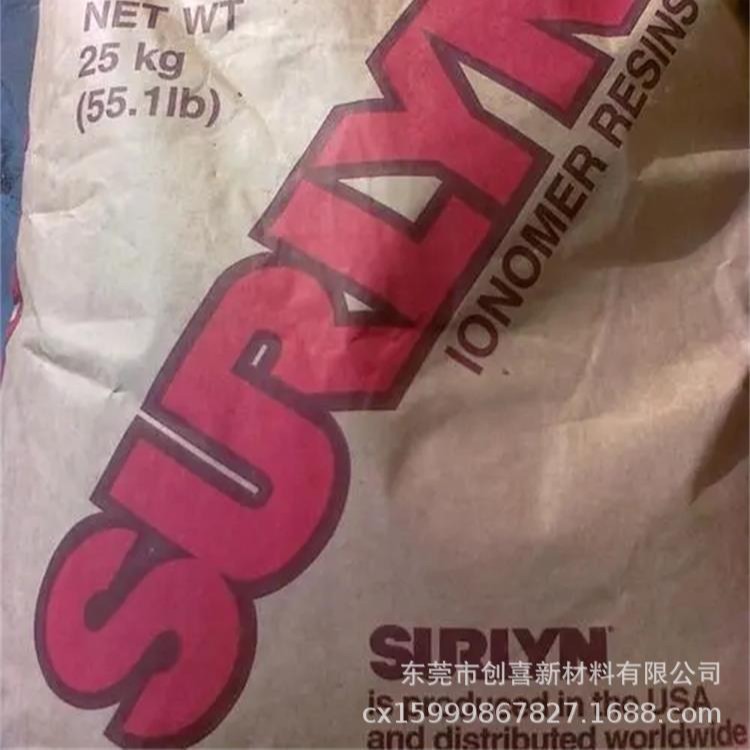 NET WT
25 kg
(55.1lb)
SURLYN
IONOMER RESINS
SURLYN®
东莞市创喜新材料有限公司
is produced in the USA
cx15999867827.1688.com
and distributed worldwide